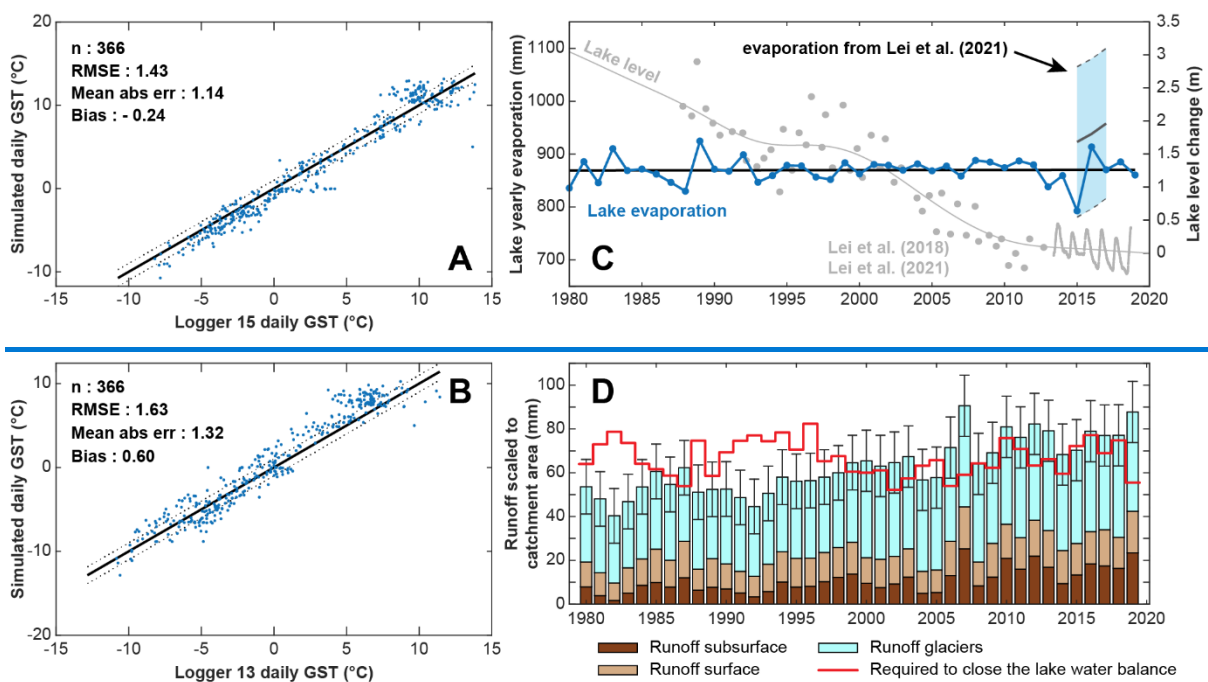 20
10
0
-10
-15
-10
-5
0
5
10
15
Simulated daily GST (°C)
Logger 15 daily GST (°C)
n : 366
RMSE : 1.43
Mean abs err : 1.14
Bias : - 0.24
A
1100
1000
900
800
700
Lake yearly evaporation (mm)
3.5
3
2.5
2
1.5
1
0.5
0
Lake level change (m)
1980
1985
1990
1995
2000
2005
2010
2015
2020
Lake level
evaporation from Lei et al. (2021)
Lake evaporation
Lei et al. (2018)
Lei et al. (2021)
C
10
0
-10
-20
-15
-10
-5
0
5
10
15
Simulated daily GST (°C)
Logger 13 daily GST (°C)
n : 366
RMSE : 1.63
Mean abs err : 1.32
Bias : 0.60
B
100
80
60
40
20
0
Runoff scaled to
catchment area (mm)
D
1980
1985
1990
1995
2000
2005
2010
2015
2020
Runoff subsurface
Runoff glaciers
Runoff surface
Required to close the lake water balance